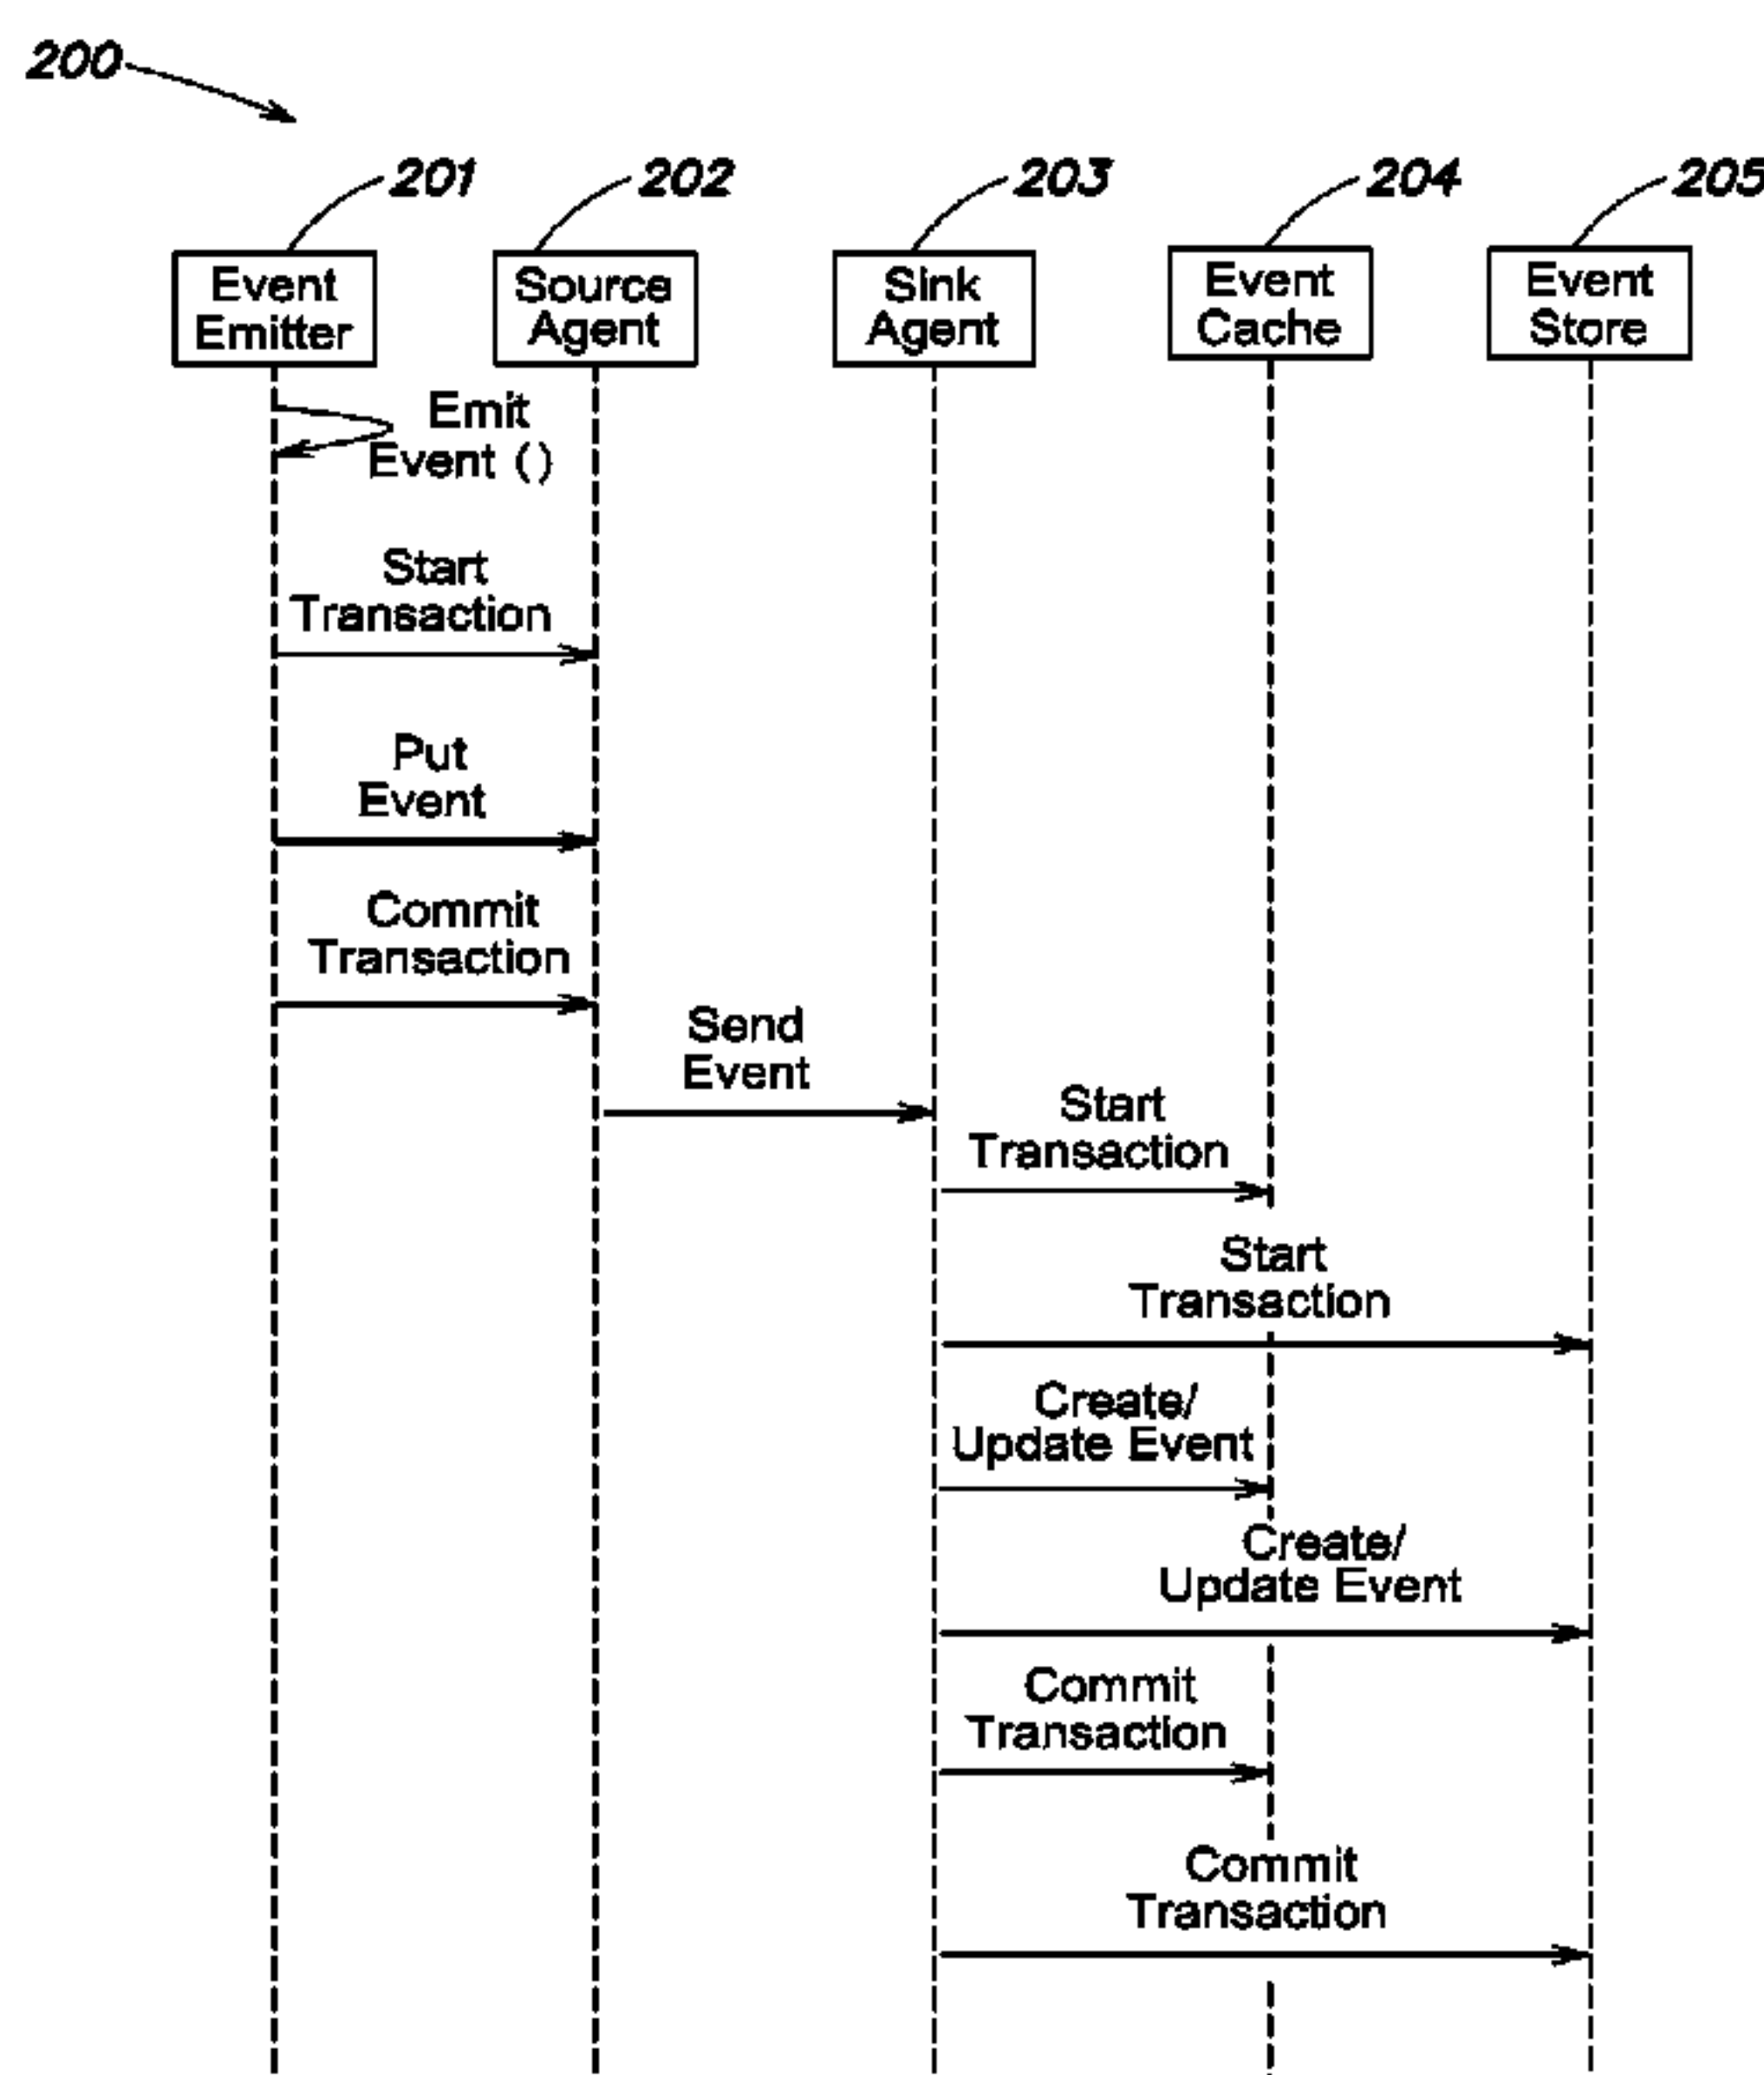 200
201
202
203
204
205
Event
Emitter
Source
Agent
Sink
Agent
Event
Cache
Event
Store
Emit
Event ()
Start
Transaction
Put
Event
Commit
Transaction
Send
Event
Start
Transaction
Start
Transaction
Create/
Update Event
Create/
Update Event
Commit
Transaction
Commit
Transaction